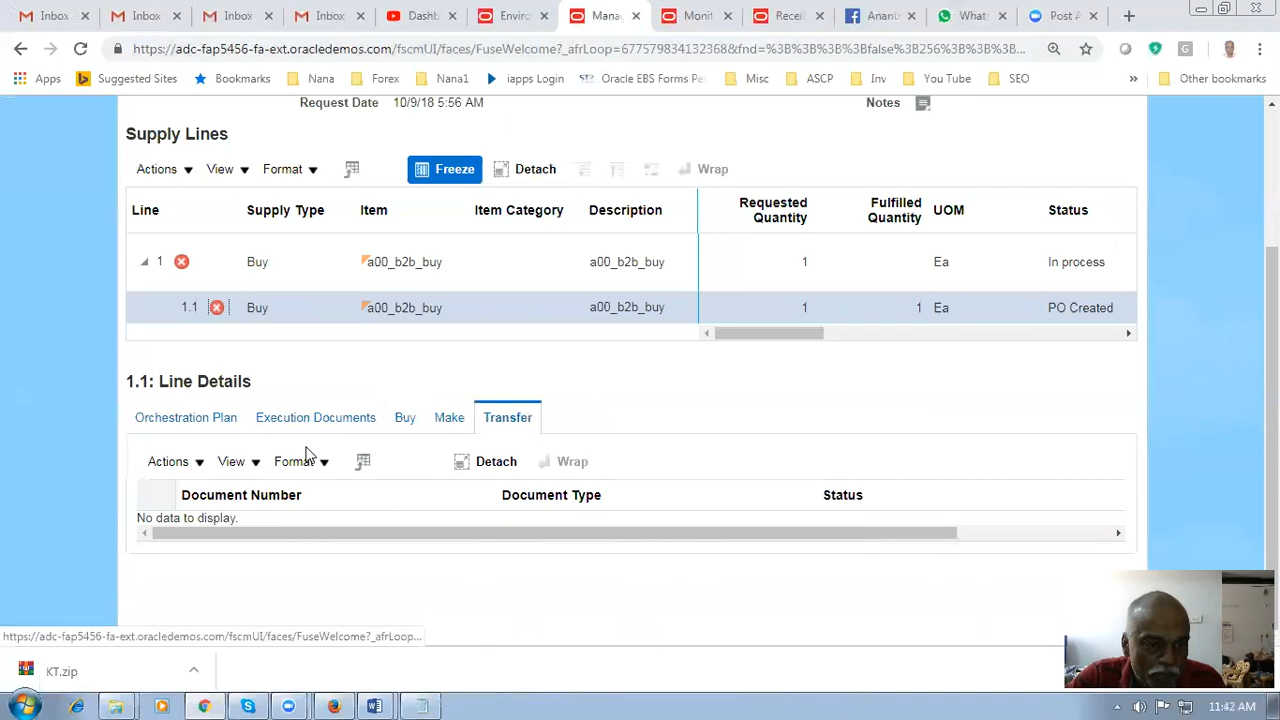 Inbox Inbox Inbox Inbox Dashb Enviro Mana Monit Recei Anant Whats Post A
https://adc-fap5456-fa-ext.oracledemos.com/fscmUI/faces/FuseWelcome?_afrLoop=677579834132368&fnd=%3B%3B%3B%3Bfalse%3B256%3B%3B%3B...
Apps Suggested Sites Bookmarks Nana Forex Nana1 iapps Login Oracle EBS Forms Per Misc ASCP Inv You Tube SEO » Other bookmarks
Request Date 10/9/18 5:56 AM Notes
Supply Lines
Actions View Format Freeze Detach Wrap
Line Supply Type Item Item Category Description Requested Quantity Fulfilled Quantity UOM Status
1 Buy a00_b2b_buy a00_b2b_buy 1 Ea In process
1.1 Buy a00_b2b_buy a00_b2b_buy 1 1 Ea PO Created
1.1: Line Details
Orchestration Plan Execution Documents Buy Make Transfer
Actions View Format Detach Wrap
Document Number Document Type Status
No data to display.
https://adc-fap5456-fa-ext.oracledemos.com/fscmUI/faces/FuseWelcome?_afrLoop...
KT.zip
11:42 AM